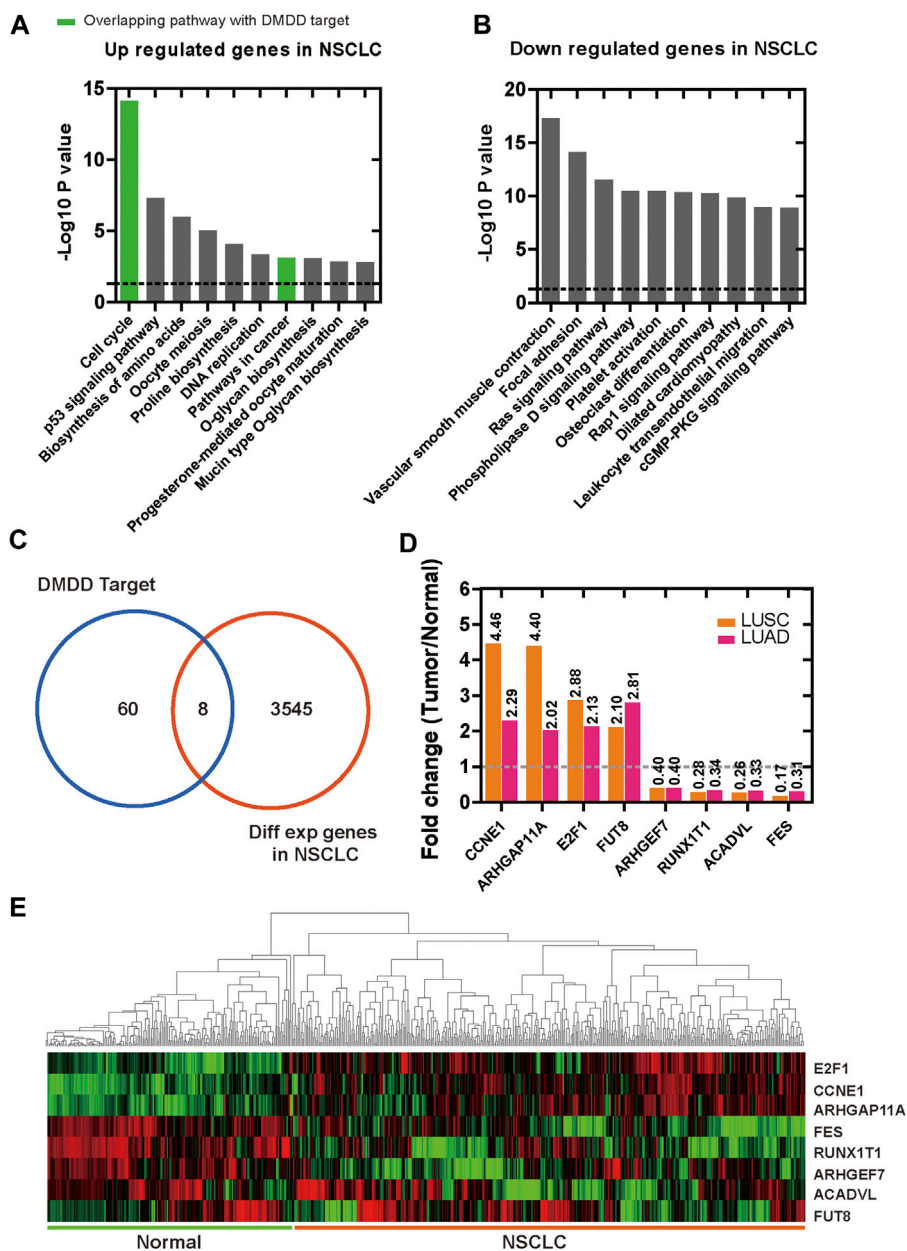 Overlapping pathway with DMDD target
A
Up regulated genes in NSCLC
-Log10 P value
15
10
5
0
Cell cycle
p53 signaling pathway
Biosynthesis of amino acids
Oocyte meiosis
Proline biosynthesis
DNA replication
Pathways in cancer
O-glycan biosynthesis
Progesterone-mediated oocyte maturation
Mucin type O-glycan biosynthesis
B
Down regulated genes in NSCLC
-Log10 P value
20
15
10
5
0
Vascular smooth muscle contraction
Focal adhesion
Ras signaling pathway
Phospholipase D signaling pathway
Platelet activation
Osteoclast differentiation
Rap1 signaling pathway
Dilated cardiomyopathy
Leukocyte transendothelial migration
cGMP-PKG signaling pathway
C
DMDD Target
60
8
3545
Diff exp genes
in NSCLC
D
Fold change (Tumor/Normal)
6
5
4
3
2
1
0
LUSC
LUAD
4.46
2.29
4.40
2.02
2.88
2.13
2.10
2.81
0.40
0.40
0.28
0.34
0.26
0.33
0.17
0.31
CCNE1
ARHGAP11A
E2F1
FUT8
ARHGEF7
RUNX1T1
ACADVL
FES
E
E2F1
CCNE1
ARHGAP11A
FES
RUNX1T1
ARHGEF7
ACADVL
FUT8
Normal
NSCLC